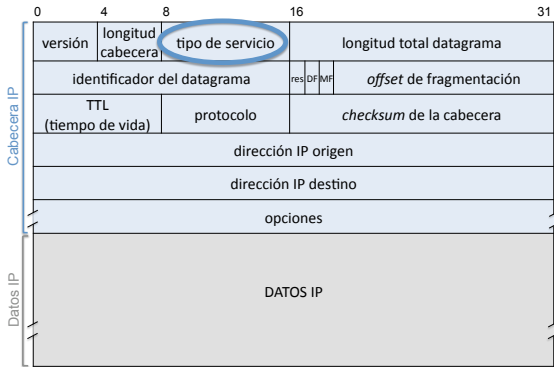 0 4 8 16 31
versión
longitud
cabecera
tipo de servicio
longitud total datagrama
identificador del datagrama
res DF MF
offset de fragmentación
TTL
(tiempo de vida)
protocolo
checksum de la cabecera
dirección IP origen
dirección IP destino
opciones
Cabecera IP
DATOS IP
Datos IP